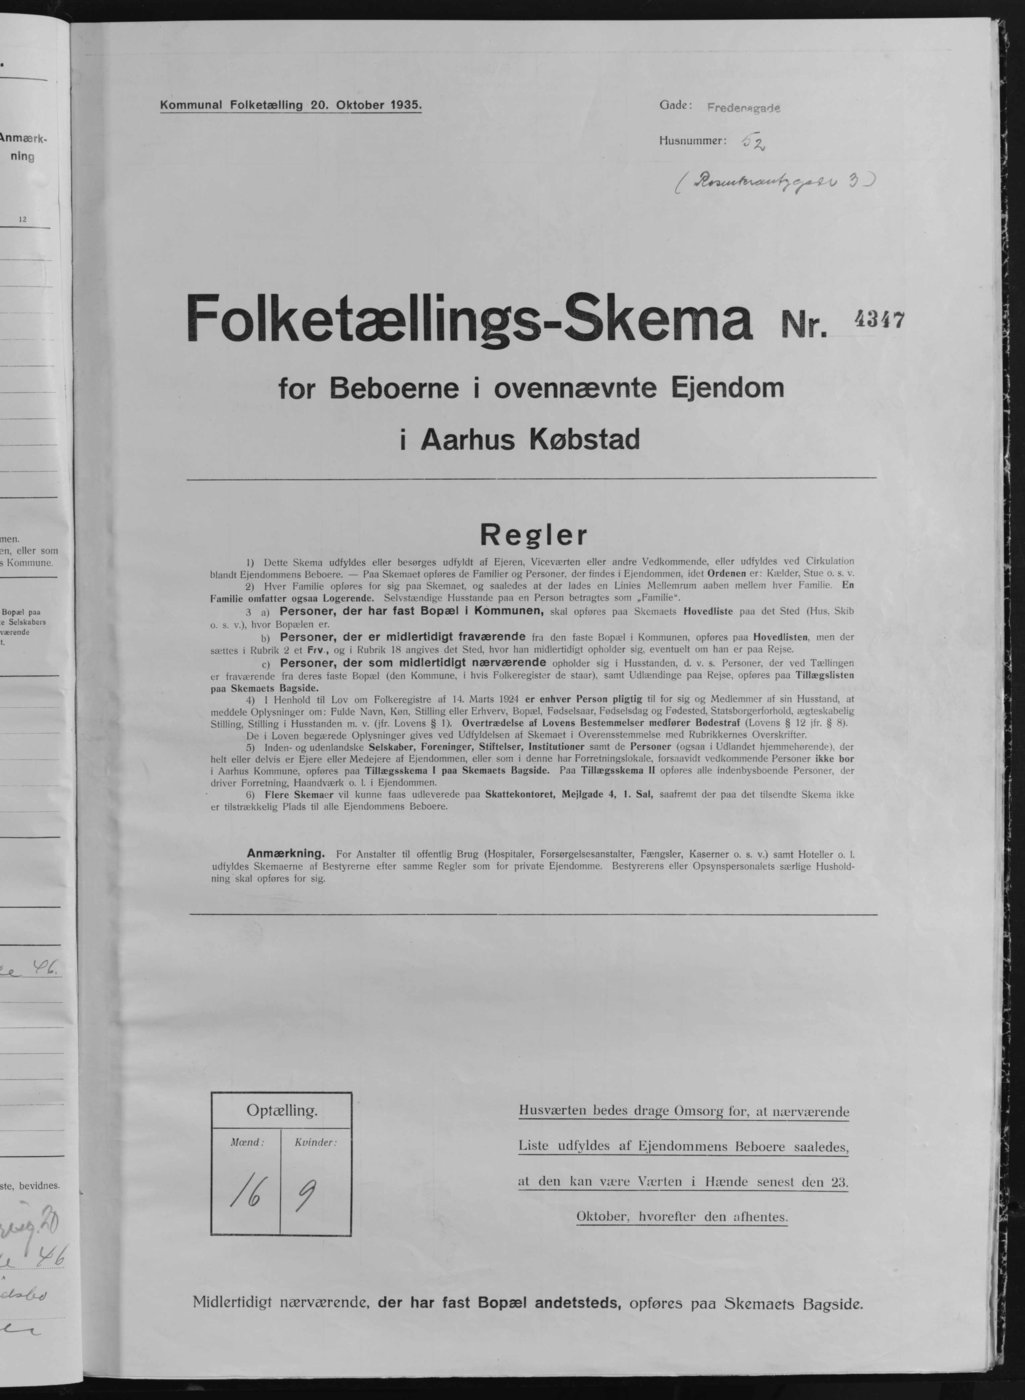 Anmærk-
ning
12
men.
en, eller som
s Kommune.
Bopæl paa
e Selskabers
værende
t.
46.
ste, bevidnes.
20
46
Kommunal Folketælling 20. Oktober 1935.
Gade: Fredensgade
Husnummer: 52
(Rosenkrantzgade 3)
Folketællings-Skema Nr. 4347
for Beboerne i ovennævnte Ejendom
i Aarhus Købstad
Regler
1) Dette Skema udfyldes eller besørges udfyldt af Ejeren, Viceværten eller andre Vedkommende, eller udfyldes ved Cirkulation
blandt Ejendommens Beboere. — Paa Skemaet opføres de Familier og Personer, der findes i Ejendommen, idet Ordenen er: Kælder, Stue o. s. v.
2) Hver Familie opføres for sig paa Skemaet, og saaledes at der lades en Linies Mellemrum aaben mellem hver Familie. En
Familie omfatter ogsaa Logerende. Selvstændige Husstande paa en Person betragtes som „Familie“.
3 a) Personer, der har fast Bopæl i Kommunen, skal opføres paa Skemaets Hovedliste paa det Sted (Hus, Skib
o. s. v.), hvor Bopælen er.
b) Personer, der er midlertidigt fraværende fra den faste Bopæl i Kommunen, opføres paa Hovedlisten, men der
sættes i Rubrik 2 et Frv., og i Rubrik 18 angives det Sted, hvor han midlertidigt opholder sig, eventuelt om han er paa Rejse.
c) Personer, der som midlertidigt nærværende opholder sig i Husstanden, d. v. s. Personer, der ved Tællingen
er fraværende fra deres faste Bopæl (den Kommune, i hvis Folkeregister de staar), samt Udlændinge paa Rejse, opføres paa Tillægslisten
paa Skemaets Bagside.
4) I Henhold til Lov om Folkeregistre af 14. Marts 1924 er enhver Person pligtig til for sig og Medlemmer af sin Husstand, at
meddele Oplysninger om: Fulde Navn, Køn, Stilling eller Erhverv, Bopæl, Fødselsaar, Fødselsdag og Fødested, Statsborgerforhold, ægteskabelig
Stilling, Stilling i Husstanden m. v. (jfr. Lovens § 1). Overtrædelse af Lovens Bestemmelser medfører Bødestraf (Lovens § 12 jfr. § 8).
De i Loven begærede Oplysninger gives ved Udfyldelsen af Skemaet i Overensstemmelse med Rubrikkernes Overskrifter.
5) Inden- og udenlandske Selskaber, Foreninger, Stiftelser, Institutioner samt de Personer (ogsaa i Udlandet hjemmehørende), der
helt eller delvis er Ejere eller Medejere af Ejendommen, eller som i denne har Forretningslokale, forsaavidt vedkommende Personer ikke bor
i Aarhus Kommune, opføres paa Tillægsskema I paa Skemaets Bagside. Paa Tillægsskema II opføres alle indenbysboende Personer, der
driver Forretning, Haandværk o. l. i Ejendommen.
6) Flere Skemaer vil kunne faas udleverede paa Skattekontoret, Mejlgade 4, 1. Sal, saafremt der paa det tilsendte Skema ikke
er tilstrækkelig Plads til alle Ejendommens Beboere.
Anmærkning. For Anstalter til offentlig Brug (Hospitaler, Forsørgelsesanstalter, Fængsler, Kaserner o. s. v.) samt Hoteller o. l.
udfyldes Skemaerne af Bestyrerne efter samme Regler som for private Ejendomme. Bestyrerens eller Opsynspersonalets særlige Hushold-
ning skal opføres for sig.
Optælling.
Mænd: Kvinder:
16 9
Husværten bedes drage Omsorg for, at nærværende
Liste udfyldes af Ejendommens Beboere saaledes,
at den kan være Værten i Hænde senest den 23.
Oktober, hvorefter den afhentes.
Midlertidigt nærværende, der har fast Bopæl andetsteds, opføres paa Skemaets Bagside.